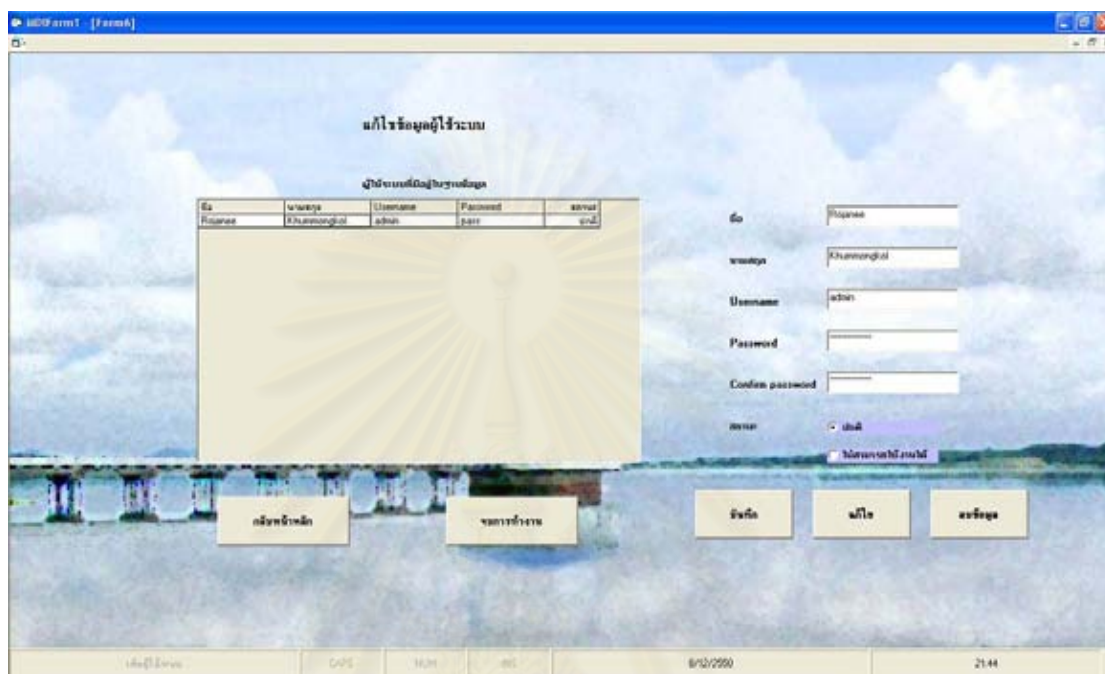 MDIForm1 - [Form6]
แก้ไขข้อมูลผู้ใช้ระบบ
ผู้ใช้ระบบที่มีอยู่ในฐานข้อมูล
ชื่อ นามสกุล Username Password สถานะ
Rojanee Khunmongkol admin pass ปกติ
ชื่อ Rojanee
นามสกุล Khunmongkol
Username admin
Password
Confirm password
สถานะ ปกติ
ไม่สามารถใช้งานได้
กลับหน้าหลัก จบการทำงาน บันทึก แก้ไข ลบข้อมูล
CAPS NUM INS 8/12/2550 21:44